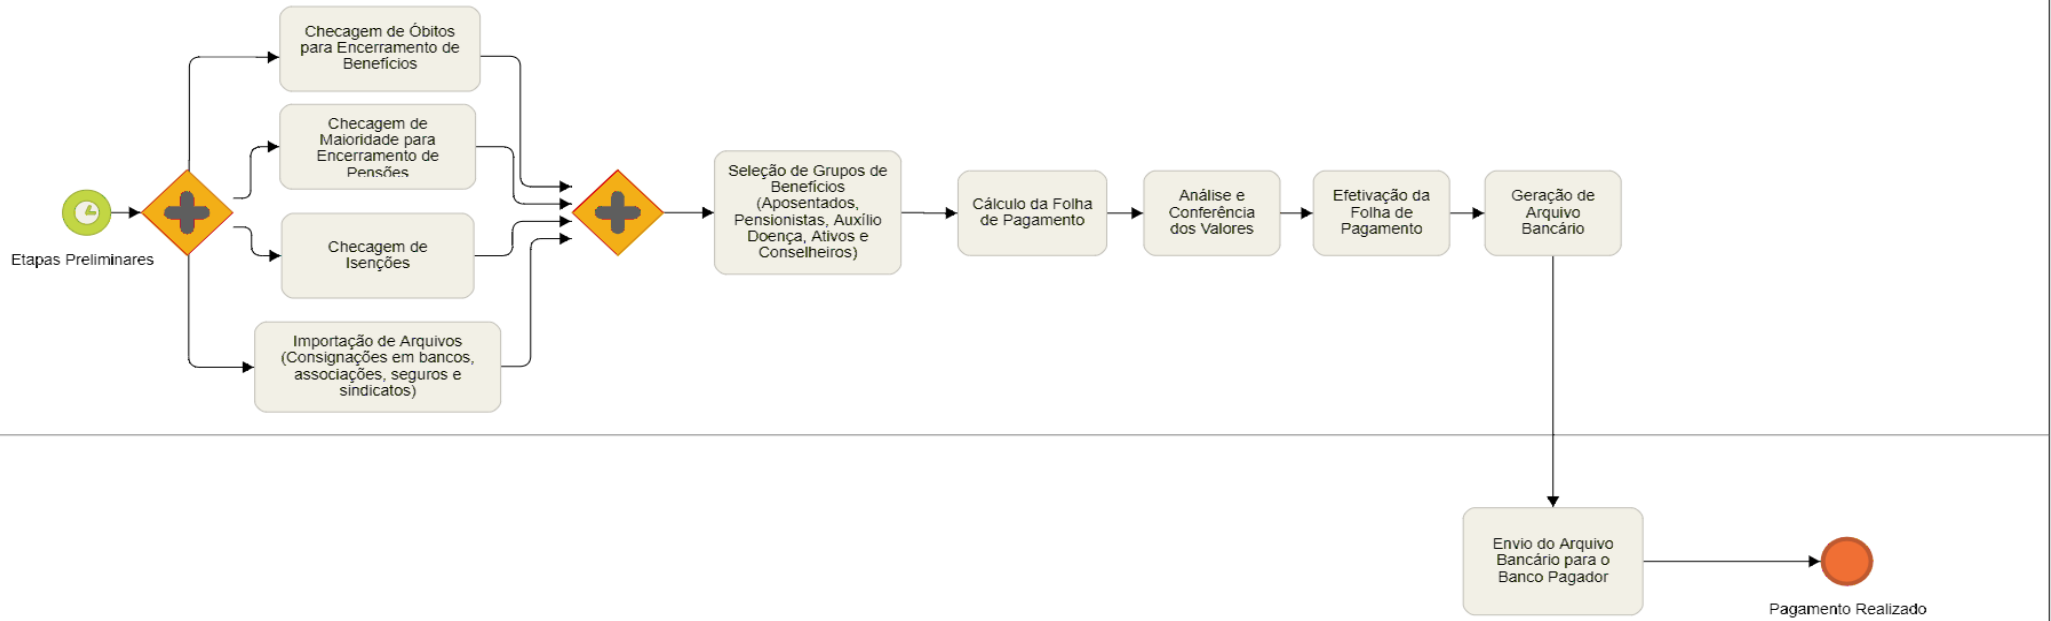 Checagem de Óbitos
para Encerramento de
Benefícios
Checagem de
Maioridade para
Encerramento de
Pensões
Checagem de
Isenções
Importação de Arquivos
(Consignações em bancos,
associações, seguros e
sindicatos)
Etapas Preliminares
Seleção de Grupos de
Benefícios
(Aposentados,
Pensionistas, Auxílio
Doença, Ativos e
Conselheiros)
Cálculo da Folha
de Pagamento
Análise e
Conferência
dos Valores
Efetivação da
Folha de
Pagamento
Geração de
Arquivo
Bancário
Envio do Arquivo
Bancário para o
Banco Pagador
Pagamento Realizado